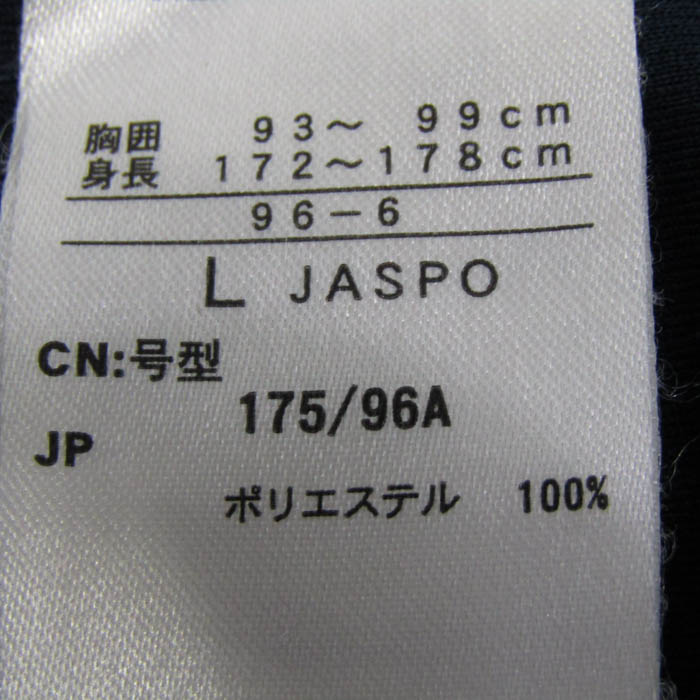 胸囲 93～ 99cm
身長 172～178cm
96－6
L JASPO
CN:号型
175/96A
JP
ポリエステル 100%